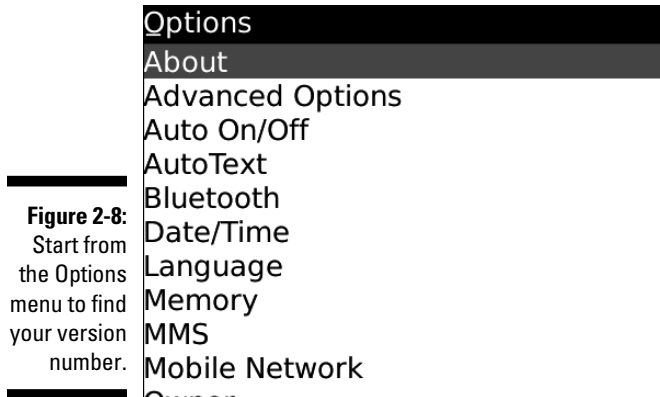 Options
About
Advanced Options
Auto On/Off
AutoText
Bluetooth
Date/Time
Language
Memory
MMS
Mobile Network
Owner
Figure 2-8:
Start from
the Options
menu to find
your version
number.